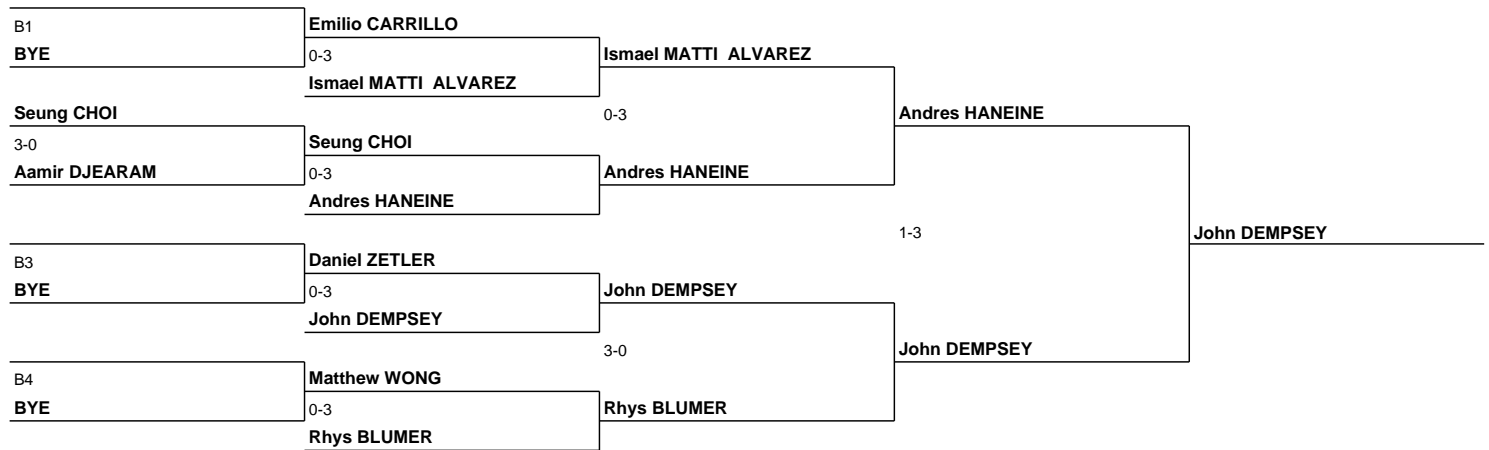 B1
BYE
Emilio CARRILLO
0-3
Ismael MATTI  ALVAREZ
Ismael MATTI  ALVAREZ
0-3
Seung CHOI
3-0
Aamir DJEARAM
Seung CHOI
0-3
Andres HANEINE
Andres HANEINE
Andres HANEINE
1-3
John DEMPSEY
B3
BYE
Daniel ZETLER
0-3
John DEMPSEY
John DEMPSEY
3-0
John DEMPSEY
B4
BYE
Matthew WONG
0-3
Rhys BLUMER
Rhys BLUMER